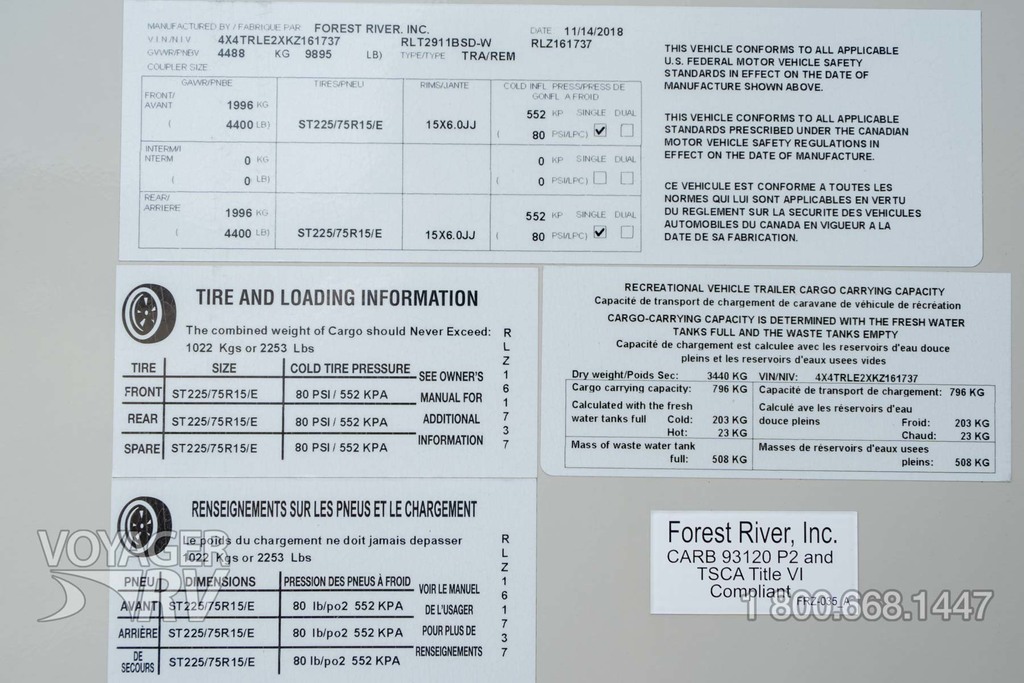 MANUFACTURED BY / FABRIQUE PAR FOREST RIVER, INC. DATE 11/14/2018
V.I.N./N.I.V 4X4TRLE2XKZ161737 RLT2911BSD-W RLZ161737
GVWR/PNBV 4488 KG 9895 LB) TYPE/TYPE TRA/REM
COUPLER SIZE
GAWR/PNBE TIRES/PNEU RIMS/JANTE COLD INFL PRESS/PRESS DE GONFL A FROID
FRONT/ AVANT 1996 KG 552 KP SINGLE DUAL
( 4400 LB) ST225/75R15/E 15X6.0JJ ( 80 PSI/LPC)
INTERM/I NTERM 0 KG 0 KP SINGLE DUAL
( 0 LB) ( 0 PSI/LPC)
REAR/ ARRIERE 1996 KG 552 KP SINGLE DUAL
( 4400 LB) ST225/75R15/E 15X6.0JJ ( 80 PSI/LPC)
THIS VEHICLE CONFORMS TO ALL APPLICABLE
U.S. FEDERAL MOTOR VEHICLE SAFETY
STANDARDS IN EFFECT ON THE DATE OF
MANUFACTURE SHOWN ABOVE.
THIS VEHICLE CONFORMS TO ALL APPLICABLE
STANDARDS PRESCRIBED UNDER THE CANADIAN
MOTOR VEHICLE SAFETY REGULATIONS IN
EFFECT ON THE DATE OF MANUFACTURE.
CE VEHICULE EST CONFORME A TOUTES LES
NORMES QUI LUI SONT APPLICABLES EN VERTU
DU REGLEMENT SUR LA SECURITE DES VEHICULES
AUTOMOBILES DU CANADA EN VIGUEUR A LA
DATE DE SA FABRICATION.
TIRE AND LOADING INFORMATION
The combined weight of Cargo should Never Exceed:
1022 Kgs or 2253 Lbs
TIRE SIZE COLD TIRE PRESSURE
FRONT ST225/75R15/E 80 PSI / 552 KPA
REAR ST225/75R15/E 80 PSI / 552 KPA
SPARE ST225/75R15/E 80 PSI / 552 KPA
SEE OWNER'S
MANUAL FOR
ADDITIONAL
INFORMATION
RLZ161737
RECREATIONAL VEHICLE TRAILER CARGO CARRYING CAPACITY
Capacité de transport de chargement de caravane de véhicule de récréation
CARGO-CARRYING CAPACITY IS DETERMINED WITH THE FRESH WATER
TANKS FULL AND THE WASTE TANKS EMPTY
Capacité de chargement est calculee avec les reservoirs d'eau douce
pleins et les reservoirs d'eaux usees vides
Dry weight/Poids Sec: 3440 KG VIN/NIV: 4X4TRLE2XKZ161737
Cargo carrying capacity: 796 KG Capacité de transport de chargement: 796 KG
Calculated with the fresh
water tanks full Cold: 203 KG
Hot: 23 KG
Calculé ave les réservoirs d'eau
douce pleins Froid: 203 KG
Chaud: 23 KG
Mass of waste water tank
full: 508 KG
Masses de réservoirs d'eaux usees
pleins: 508 KG
RENSEIGNEMENTS SUR LES PNEUS ET LE CHARGEMENT
Le poids du chargement ne doit jamais depasser
1022 Kgs or 2253 Lbs
PNEU DIMENSIONS PRESSION DES PNEUS À FROID
AVANT ST225/75R15/E 80 lb/po2 552 KPA
ARRIÈRE ST225/75R15/E 80 lb/po2 552 KPA
DE SECOURS ST225/75R15/E 80 lb/po2 552 KPA
VOIR LE MANUEL
DE L'USAGER
POUR PLUS DE
RENSEIGNEMENTS
RLZ161737
Forest River, Inc.
CARB 93120 P2 and
TSCA Title VI
Compliant FRZ-035_A
VOYAGER
RV
1 800.668.1447